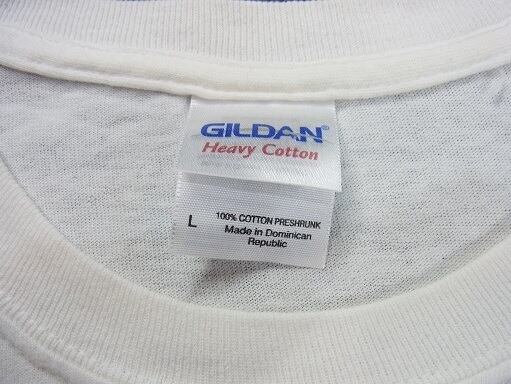 GILDAN®
Heavy Cotton
L
100% COTTON PRESHRUNK
Made in Dominican
Republic